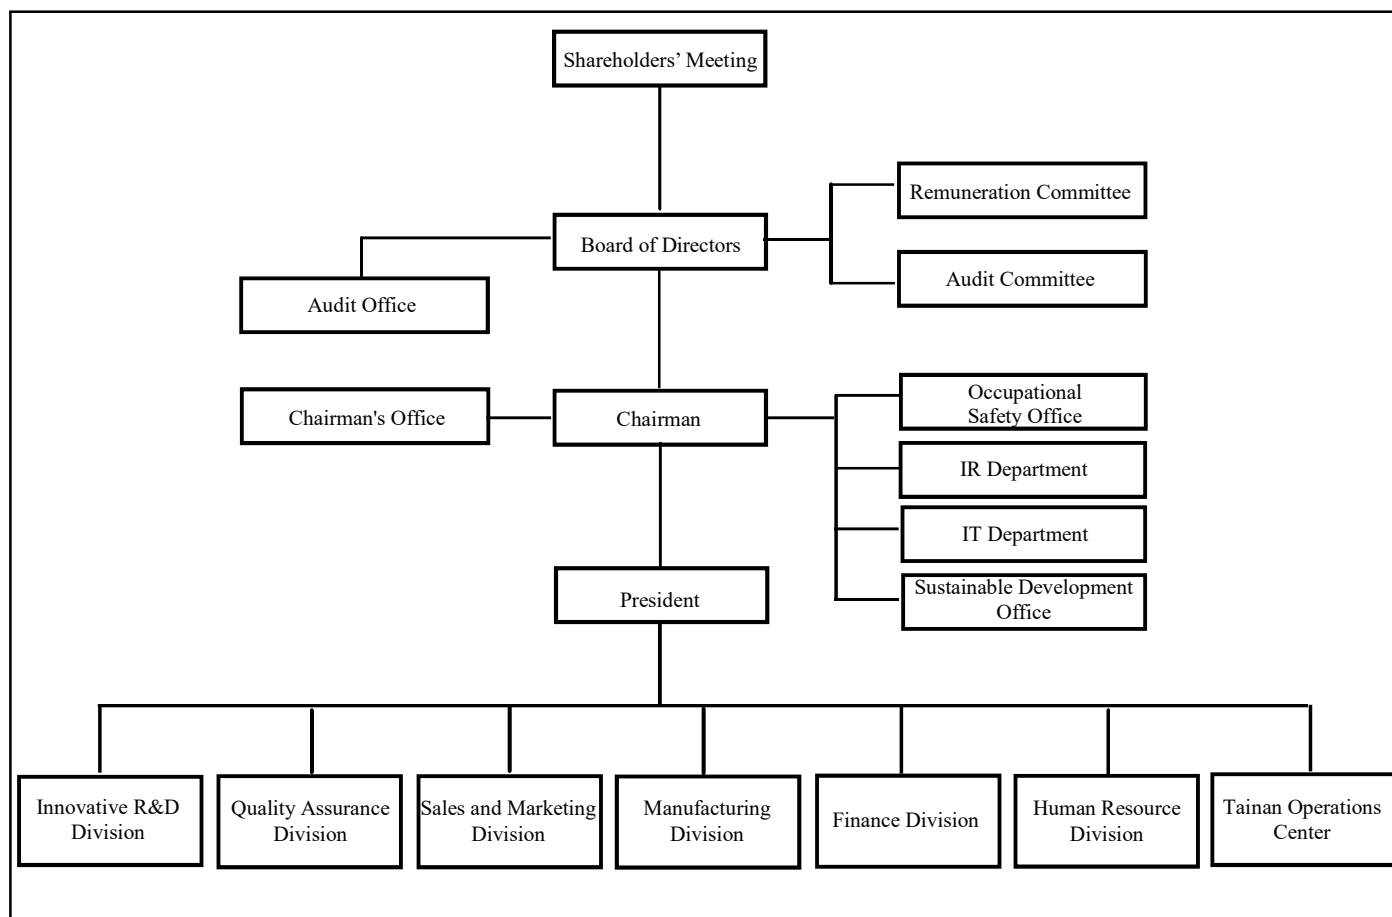 Shareholders’ Meeting
Remuneration Committee
Board of Directors
Audit Committee
Audit Office
Chairman's Office
Chairman
Occupational
Safety Office
IR Department
IT Department
President
Sustainable Development
Office
Innovative R&D
Division
Quality Assurance
Division
Sales and Marketing
Division
Manufacturing
Division
Finance Division
Human Resource
Division
Tainan Operations
Center